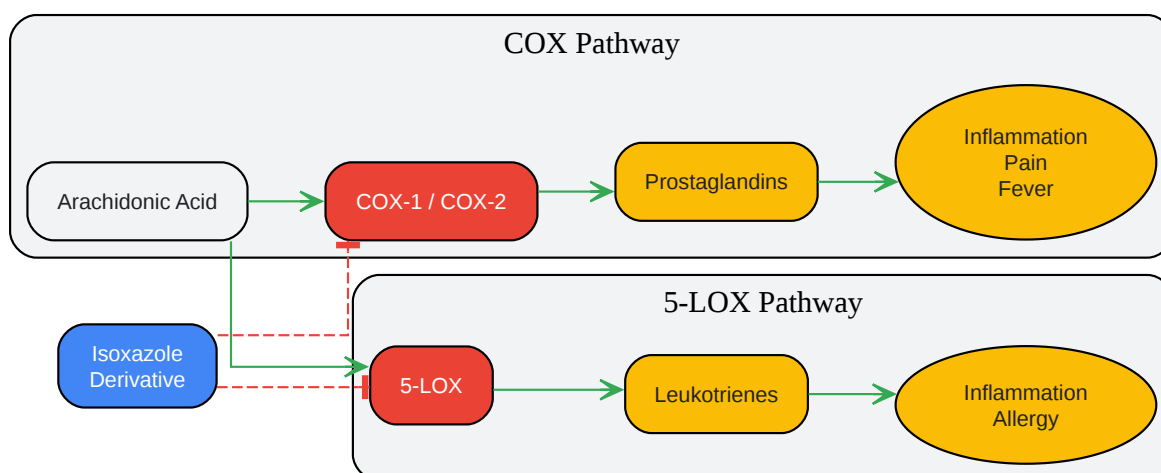 COX Pathway
Arachidonic Acid
COX-1 / COX-2
Prostaglandins
Inflammation
Pain
Fever
5-LOX Pathway
Isoxazole
Derivative
5-LOX
Leukotrienes
Inflammation
Allergy